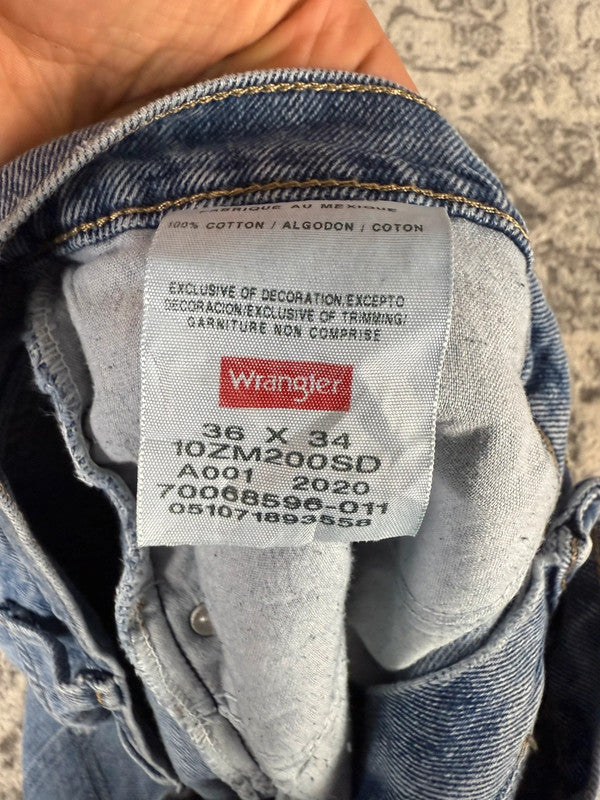 FABRIQUE AU MEXIQUE
100% COTTON / ALGODON / COTON
EXCLUSIVE OF DECORATION/EXCEPTO
DECORACION/EXCLUSIVE OF TRIMMING/
GARNITURE NON COMPRISE
Wrangler
36 X 34
10ZM200SD
A001 2020
70068596-011
051071893558